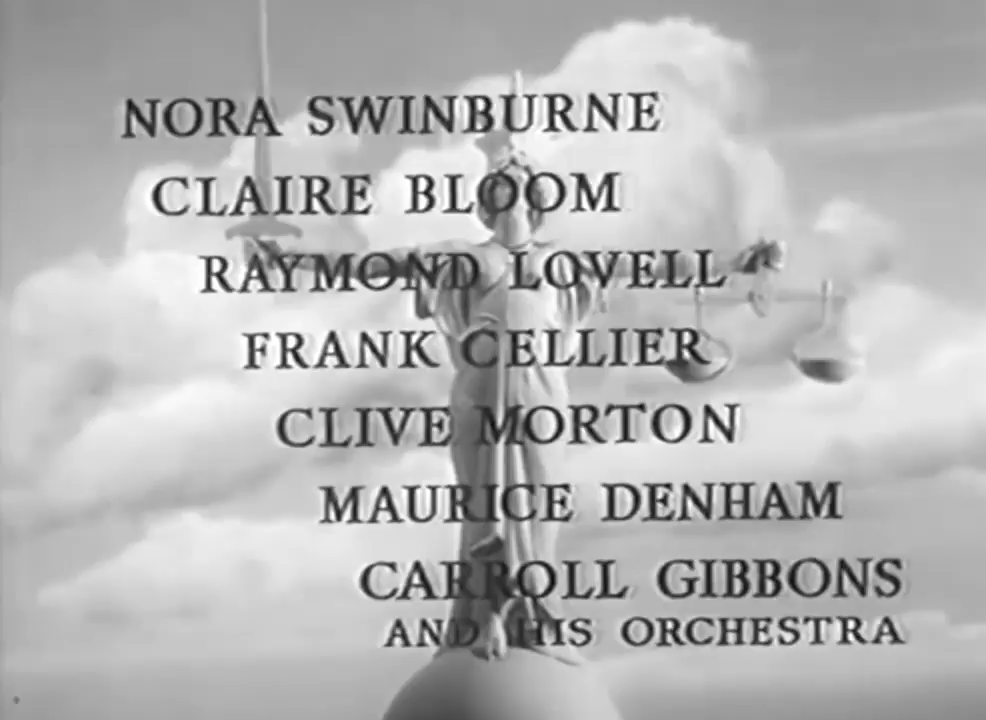 NORA SWINBURNE
CLAIRE BLOOM
RAYMOND LOVELL
FRANK CELLIER
CLIVE MORTON
MAURICE DENHAM
CARROLL GIBBONS
AND HIS ORCHESTRA